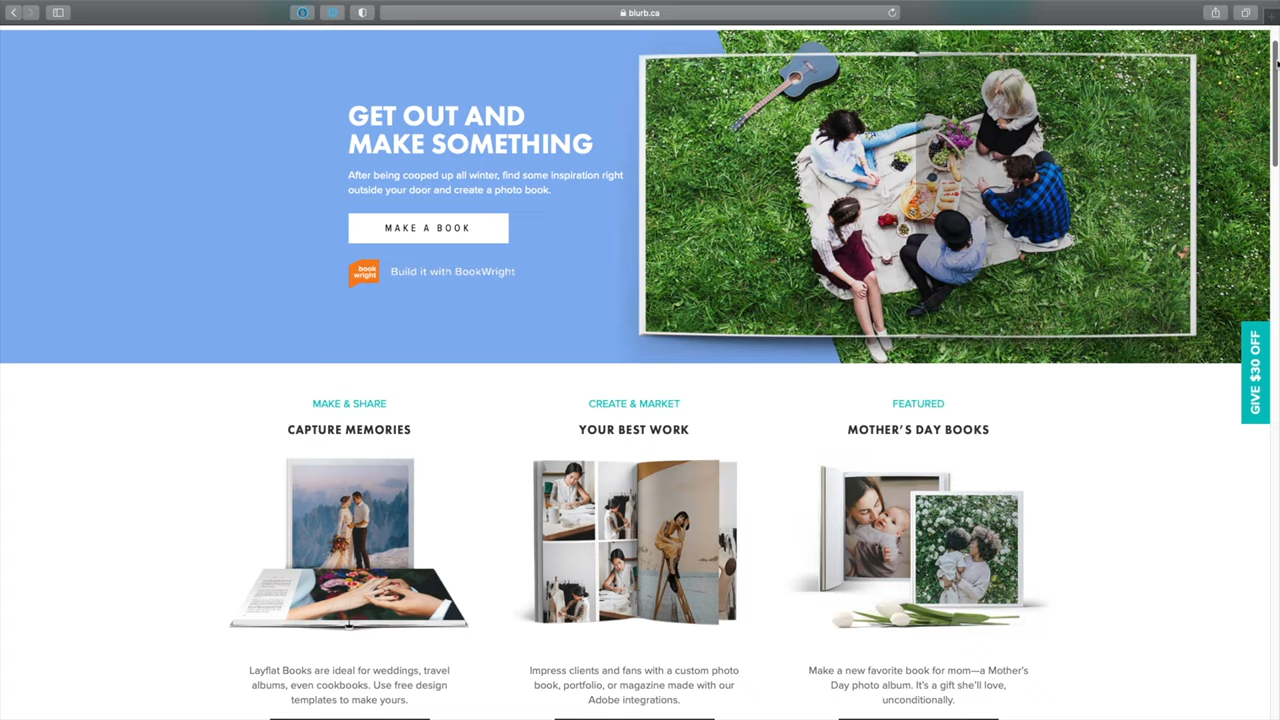 blurb.ca
GET OUT AND
MAKE SOMETHING
After being cooped up all winter, find some inspiration right
outside your door and create a photo book.
MAKE A BOOK
book
wright
Build it with BookWright
GIVE $30 OFF
MAKE & SHARE
CAPTURE MEMORIES
Layflat Books are ideal for weddings, travel
albums, even cookbooks. Use free design
templates to make yours.
CREATE & MARKET
YOUR BEST WORK
Impress clients and fans with a custom photo
book, portfolio, or magazine made with our
Adobe integrations.
FEATURED
MOTHER'S DAY BOOKS
Make a new favorite book for mom—a Mother's
Day photo album. It's a gift she'll love,
unconditionally.